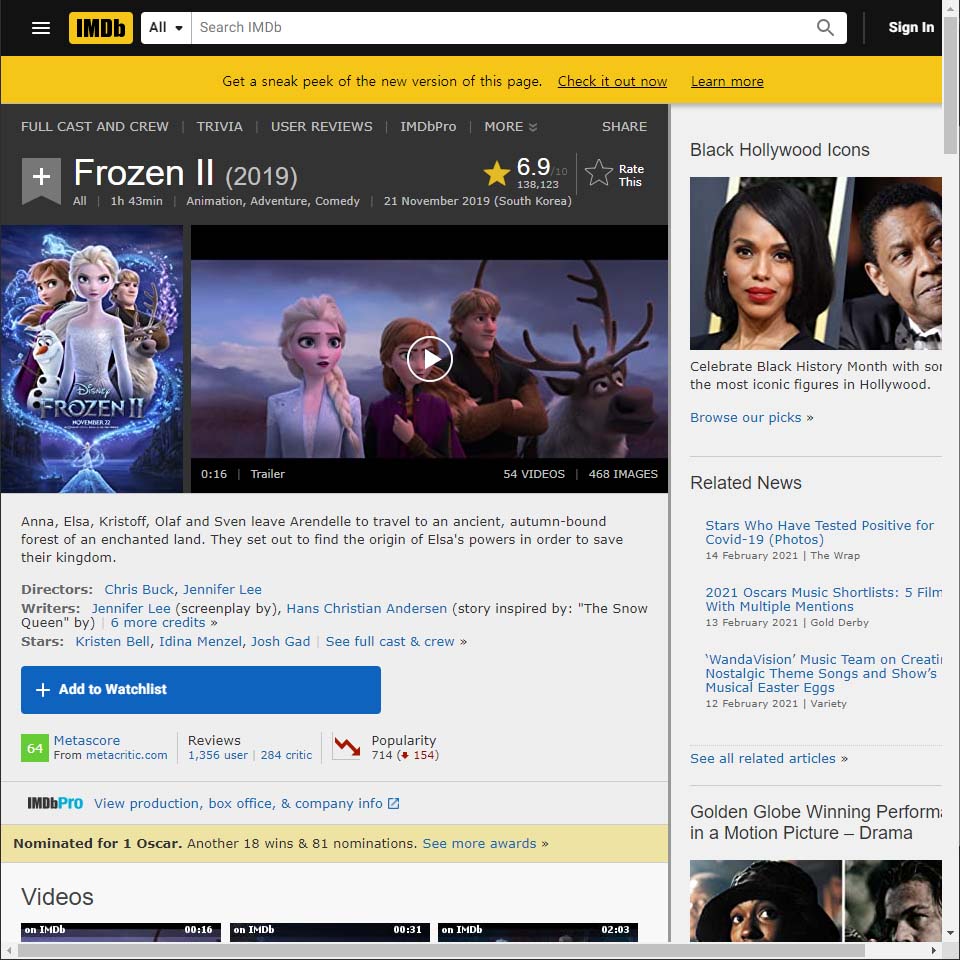 IMDb
All
Search IMDb
Sign In
Get a sneak peek of the new version of this page. Check it out now Learn more
FULL CAST AND CREW | TRIVIA | USER REVIEWS | IMDbPro | MORE
SHARE
+
Frozen II (2019)
6.9/10
138,123
Rate This
All | 1h 43min | Animation, Adventure, Comedy | 21 November 2019 (South Korea)
DISNEY
FROZEN II
NOVEMBER 22
0:16 | Trailer
54 VIDEOS | 468 IMAGES
Anna, Elsa, Kristoff, Olaf and Sven leave Arendelle to travel to an ancient, autumn-bound
forest of an enchanted land. They set out to find the origin of Elsa's powers in order to save
their kingdom.
Directors: Chris Buck, Jennifer Lee
Writers: Jennifer Lee (screenplay by), Hans Christian Andersen (story inspired by: "The Snow
Queen" by) | 6 more credits »
Stars: Kristen Bell, Idina Menzel, Josh Gad | See full cast & crew »
+ Add to Watchlist
64
Metascore
From metacritic.com
Reviews
1,356 user | 284 critic
Popularity
714 (154)
IMDbPro View production, box office, & company info
Nominated for 1 Oscar. Another 18 wins & 81 nominations. See more awards »
Videos
on IMDb 00:16
on IMDb 00:31
on IMDb 02:03
Black Hollywood Icons
Celebrate Black History Month with
the most iconic figures in Hollywood.
Browse our picks »
Related News
Stars Who Have Tested Positive for
Covid-19 (Photos)
14 February 2021 | The Wrap
2021 Oscars Music Shortlists: 5 Film
With Multiple Mentions
13 February 2021 | Gold Derby
'WandaVision' Music Team on Creati
Nostalgic Theme Songs and Show's
Musical Easter Eggs
12 February 2021 | Variety
See all related articles »
Golden Globe Winning Performa
in a Motion Picture – Drama